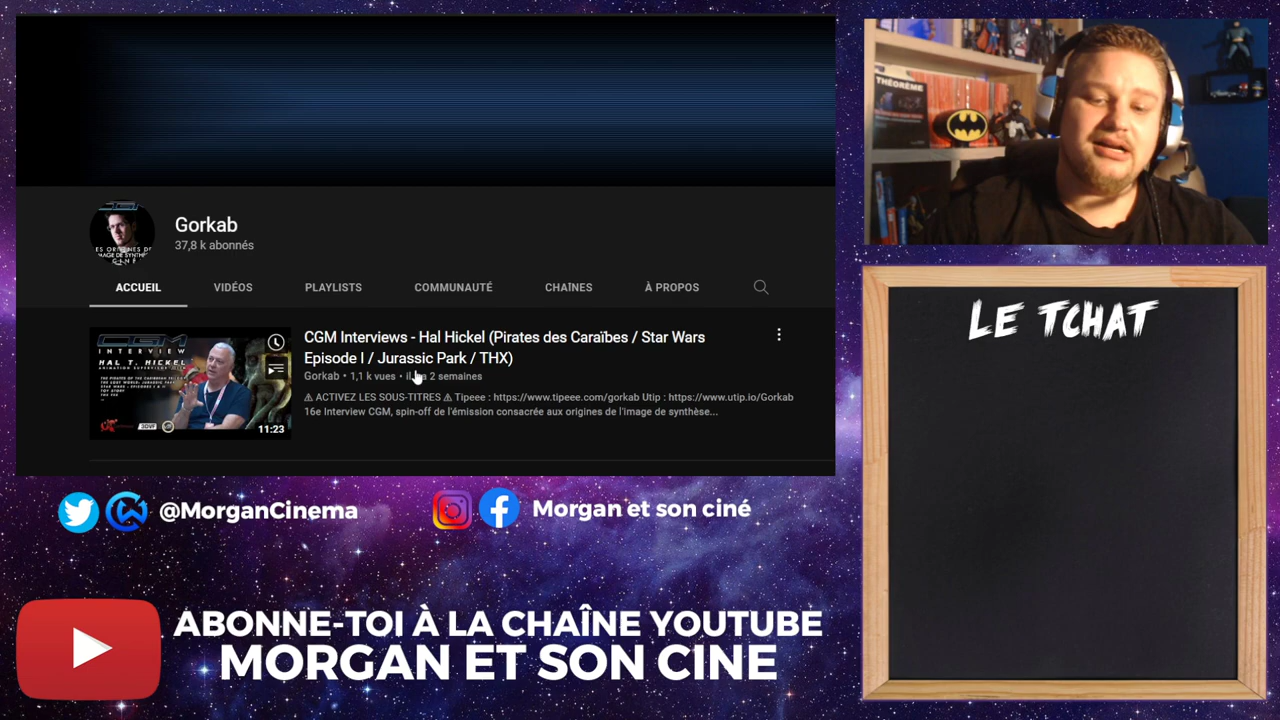 Gorkab
37,8 k abonnés
ACCUEIL
VIDÉOS
PLAYLISTS
COMMUNAUTÉ
CHAÎNES
À PROPOS
CGM
INTERVIEW
HAL T. HICKEL
11:23
CGM Interviews - Hal Hickel (Pirates des Caraïbes / Star Wars
Episode I / Jurassic Park / THX)
Gorkab • 1,1 k vues • 2 semaines
⚠ ACTIVEZ LES SOUS-TITRES ⚠ Tipeee : https://www.tipeee.com/gorkab Utip : https://www.utip.io/Gorkab
16e Interview CGM, spin-off de l'émission consacrée aux origines de l'image de synthèse...
THÉORÈME
LE TCHAT
@MorganCinema
Morgan et son ciné
ABONNE-TOI À LA CHAÎNE YOUTUBE
MORGAN ET SON CINE